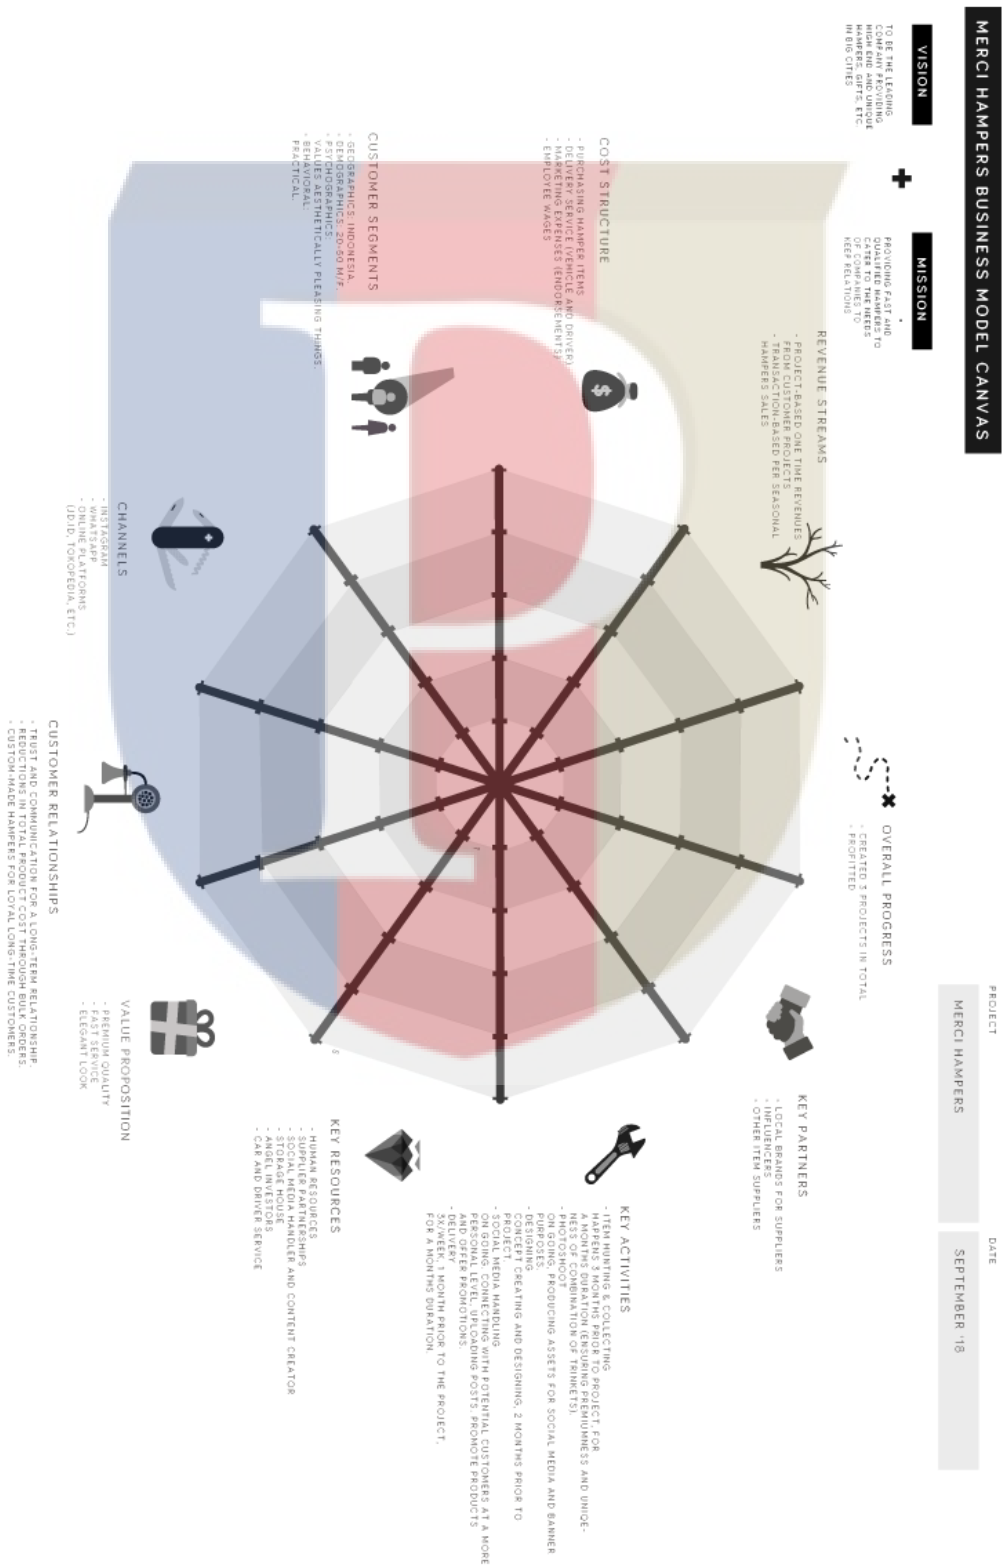 MERCI HAMPERS BUSINESS MODEL CANVAS
PROJECT
MERCI HAMPERS
DATE
SEPTEMBER '18
VISION
TO BE THE LEADING
COMPANY PROVIDING
HIGH END AND UNIQUE
HAMPERS, GIFTS, ETC.
IN BIG CITIES
MISSION
PROVIDING FAST AND
QUALIFIED HAMPERS TO
CATER TO THE NEEDS
OF COMPANIES TO
KEEP RELATIONS
REVENUE STREAMS
- PROJECT-BASED ONE TIME REVENUES
FROM CUSTOMER PROJECTS
- TRANSACTION-BASED PER SEASONAL
HAMPERS SALES
OVERALL PROGRESS
- CREATED 3 PROJECTS IN TOTAL
- PROFITTED
KEY PARTNERS
- LOCAL BRANDS FOR SUPPLIERS
- INFLUENCERS
- OTHER ITEM SUPPLIERS
COST STRUCTURE
- PURCHASING HAMPER ITEMS
- DELIVERY SERVICE (VEHICLE AND DRIVER)
- MARKETING EXPENSES (ENDORSEMENTS)
- EMPLOYEE WAGES
KEY ACTIVITIES
- ITEM HUNTING & COLLECTING
HAPPENS 3 MONTHS PRIOR TO PROJECT, FOR
A MONTHS DURATION (ENSURING PREMIUMNESS AND UNIQE-
NESS OF COMBINATION OF TRINKETS).
- PHOTOSHOOT
ON GOING, PRODUCING ASSETS FOR SOCIAL MEDIA AND BANNER
PURPOSES.
- DESIGNING
CONCEPT CREATING AND DESIGNING, 2 MONTHS PRIOR TO
PROJECT.
- SOCIAL MEDIA HANDLING
ON GOING, CONNECTING WITH POTENTIAL CUSTOMERS AT A MORE
PERSONAL LEVEL, UPLOADING POSTS, PROMOTE PRODUCTS
AND OFFER PROMOTIONS.
- DELIVERY
3X/WEEK, 1 MONTH PRIOR TO THE PROJECT,
FOR A MONTHS DURATION.
CUSTOMER SEGMENTS
- GEOGRAPHICS: INDONESIA
- DEMOGRAPHICS: 20-60 M/F
- PSYCHOGRAPHICS:
VALUES AESTHETICALLY PLEASING THINGS.
- BEHAVIORAL:
PRACTICAL.
KEY RESOURCES
- HUMAN RESOURCES
- SUPPLIER PARTNERSHIPS
- SOCIAL MEDIA HANDLER AND CONTENT CREATOR
- STORAGE HOUSE
- ANGEL INVESTORS
- CAR AND DRIVER SERVICE
CHANNELS
- INSTAGRAM
- WHATSAPP
- ONLINE PLATFORMS
(JD.ID, TOKOPEDIA, ETC.)
VALUE PROPOSITION
- PREMIUM QUALITY
- FAST SERVICE
- ELEGANT LOOK
CUSTOMER RELATIONSHIPS
- TRUST AND COMMUNICATION FOR A LONG-TERM RELATIONSHIP.
- REDUCTIONS IN TOTAL PRODUCT COST THROUGH BULK ORDERS.
- CUSTOM-MADE HAMPERS FOR LOYAL LONG-TIME CUSTOMERS.